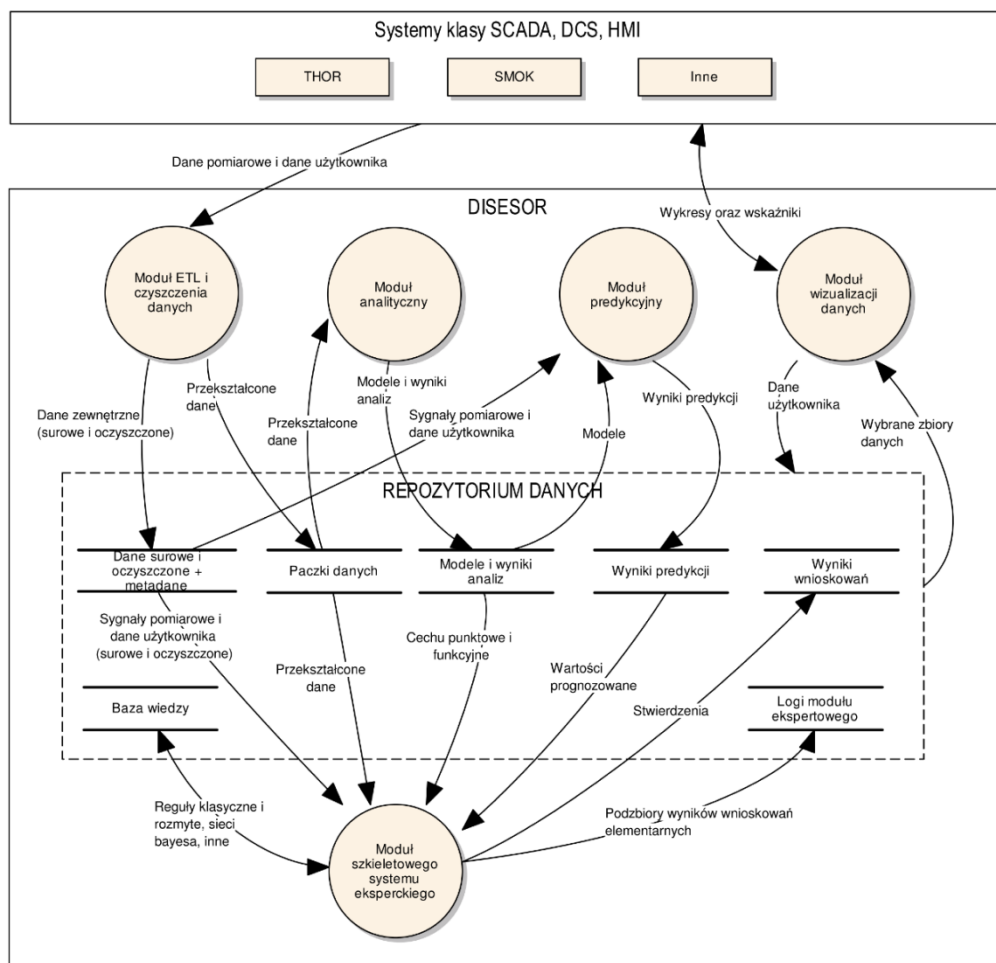 Systemy klasy SCADA, DCS, HMI
THOR
SMOK
Inne
Dane pomiarowe i dane użytkownika
Wykresy oraz wskaźniki
DISESOR
Moduł ETL i
czyszczenia
danych
Moduł
analityczny
Moduł
predykcyjny
Moduł
wizualizacji
danych
Dane zewnętrzne
(surowe i oczyszczone)
Przekształcone
dane
Przekształcone
dane
Modele i wyniki
analiz
Sygnały pomiarowe i
dane użytkownika
Modele
Wyniki predykcji
Dane
użytkownika
Wybrane zbiory
danych
REPOZYTORIUM DANYCH
Dane surowe i
oczyszczone +
metadane
Paczki danych
Modele i wyniki
analiz
Wyniki predykcji
Wyniki
wnioskowań
Sygnały pomiarowe i
dane użytkownika
(surowe i oczyszczone)
Przekształcone
dane
Cechu punktowe i
funkcyjne
Wartości
prognozowane
Stwierdzenia
Baza wiedzy
Logi modułu
ekspertowego
Reguły klasyczne i
rozmyte, sieci
bayesa, inne
Moduł
szkieletowego
systemu
eksperckiego
Podzbiory wyników wnioskowań
elementarnych